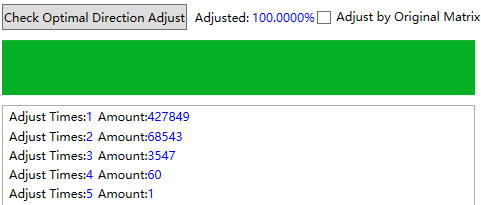 Check Optimal Direction Adjust Adjusted: 100.0000% Adjust by Original Matrix
Adjust Times:1 Amount:427849
Adjust Times:2 Amount:68543
Adjust Times:3 Amount:3547
Adjust Times:4 Amount:60
Adjust Times:5 Amount:1